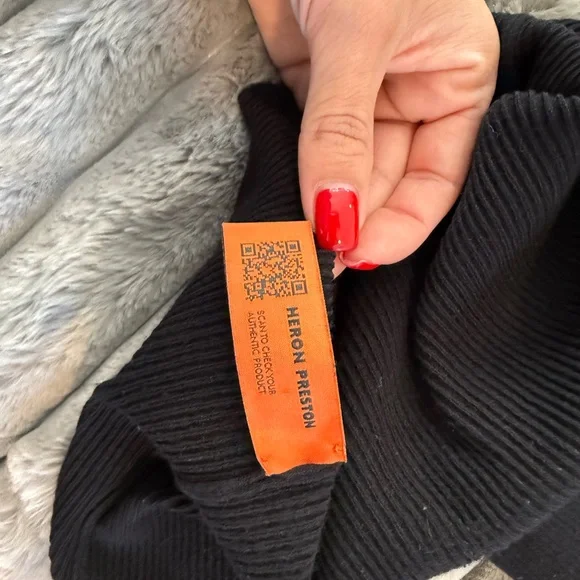 HERON PRESTON
SCAN TO CHECK YOUR
AUTHENTIC PRODUCT